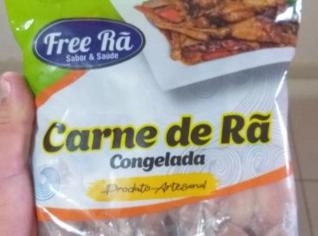 Free Rã
Sabor & Saúde
Carne de Rã
Congelada
Produto Artesanal